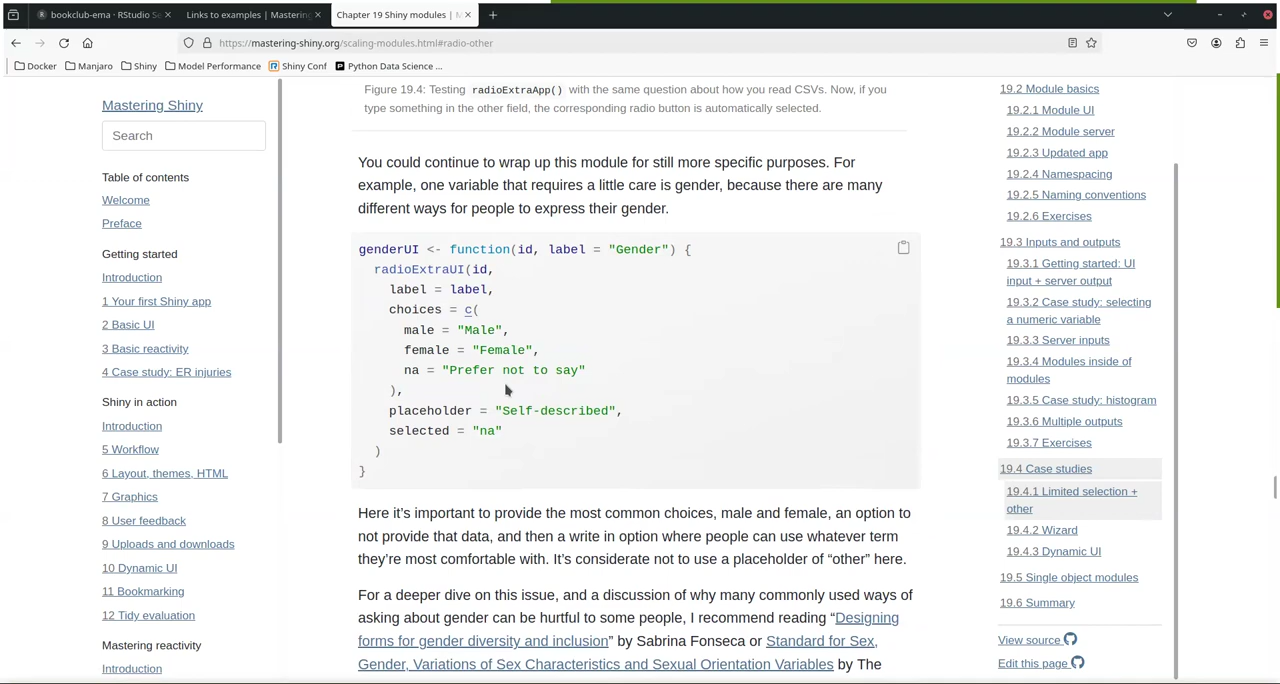 bookclub-ema · RStudio Se
Links to examples | Mastering
Chapter 19 Shiny modules | M
https://mastering-shiny.org/scaling-modules.html#radio-other
Docker
Manjaro
Shiny
Model Performance
Shiny Conf
Python Data Science ...
Mastering Shiny
Search
Table of contents
Welcome
Preface
Getting started
Introduction
1 Your first Shiny app
2 Basic UI
3 Basic reactivity
4 Case study: ER injuries
Shiny in action
Introduction
5 Workflow
6 Layout, themes, HTML
7 Graphics
8 User feedback
9 Uploads and downloads
10 Dynamic UI
11 Bookmarking
12 Tidy evaluation
Mastering reactivity
Introduction
Figure 19.4: Testing radioExtraApp() with the same question about how you read CSVs. Now, if you
type something in the other field, the corresponding radio button is automatically selected.
You could continue to wrap up this module for still more specific purposes. For
example, one variable that requires a little care is gender, because there are many
different ways for people to express their gender.
genderUI <- function(id, label = "Gender") {
radioExtraUI(id,
label = label,
choices = c(
male = "Male",
female = "Female",
na = "Prefer not to say"
),
placeholder = "Self-described",
selected = "na"
)
}
Here it’s important to provide the most common choices, male and female, an option to
not provide that data, and then a write in option where people can use whatever term
they’re most comfortable with. It’s considerate not to use a placeholder of “other” here.
For a deeper dive on this issue, and a discussion of why many commonly used ways of
asking about gender can be hurtful to some people, I recommend reading “Designing
forms for gender diversity and inclusion” by Sabrina Fonseca or Standard for Sex,
Gender, Variations of Sex Characteristics and Sexual Orientation Variables by The
19.2 Module basics
19.2.1 Module UI
19.2.2 Module server
19.2.3 Updated app
19.2.4 Namespacing
19.2.5 Naming conventions
19.2.6 Exercises
19.3 Inputs and outputs
19.3.1 Getting started: UI
input + server output
19.3.2 Case study: selecting
a numeric variable
19.3.3 Server inputs
19.3.4 Modules inside of
modules
19.3.5 Case study: histogram
19.3.6 Multiple outputs
19.3.7 Exercises
19.4 Case studies
19.4.1 Limited selection +
other
19.4.2 Wizard
19.4.3 Dynamic UI
19.5 Single object modules
19.6 Summary
View source
Edit this page